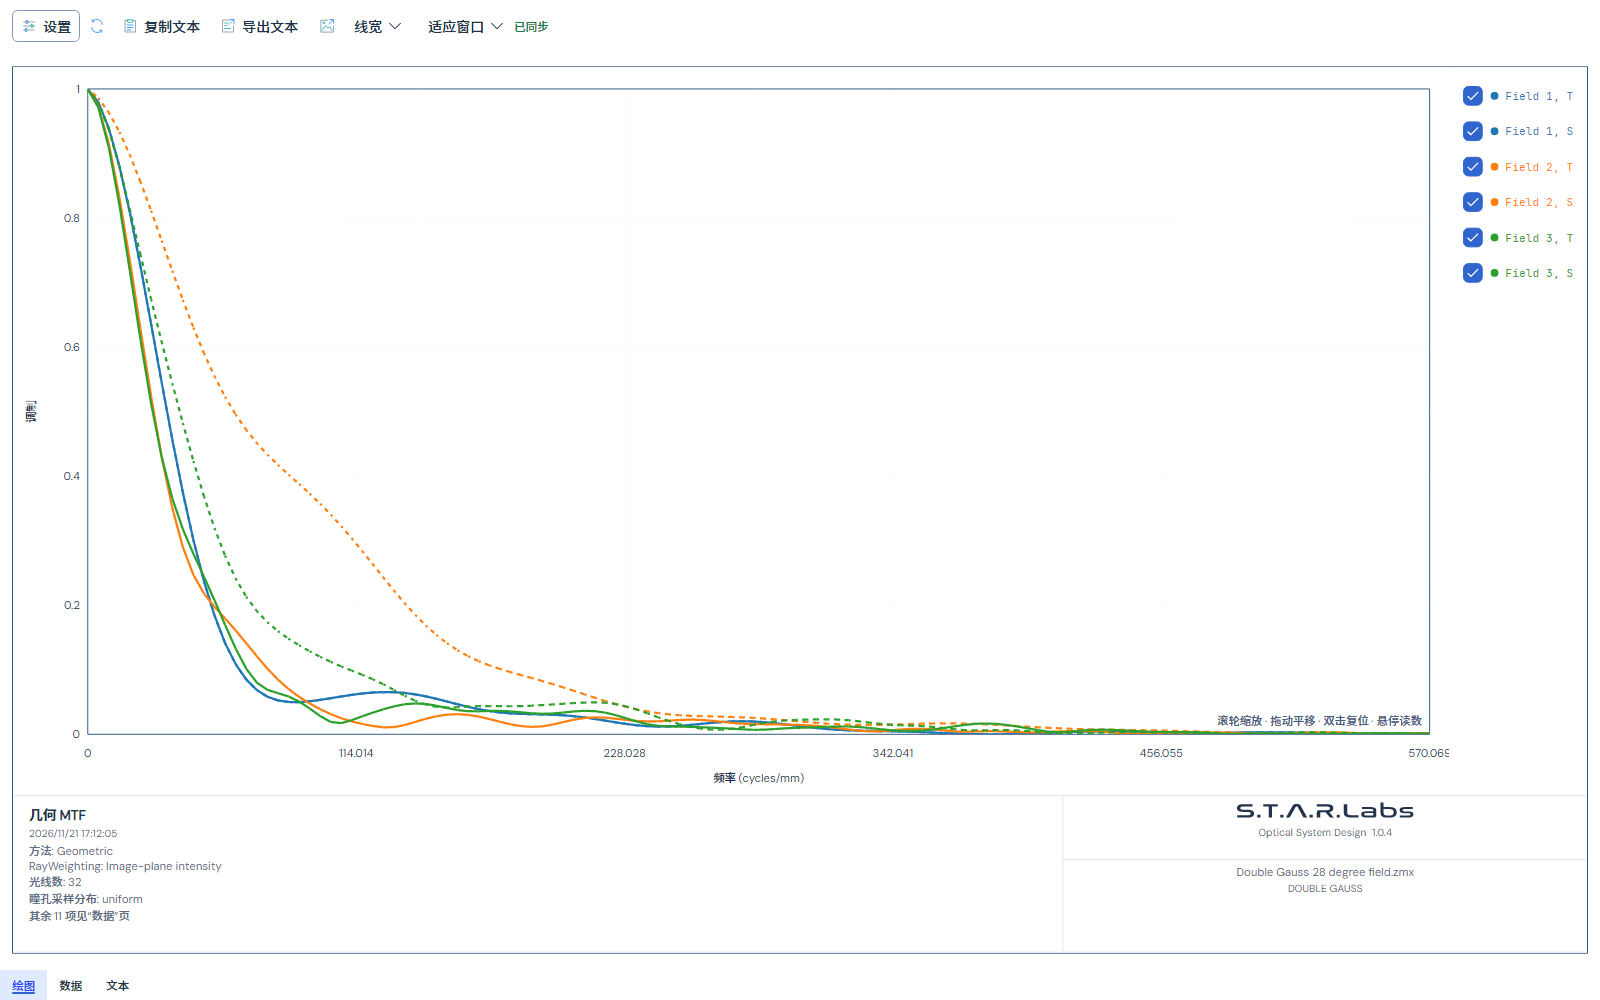 设置 复制文本 导出文本 线宽 适应窗口 已同步
Field 1, T
Field 1, S
Field 2, T
Field 2, S
Field 3, T
Field 3, S
1
0.8
0.6
0.4
0.2
0
调制
滚轮缩放 · 拖动平移 · 双击复位 · 悬停读数
0 114.014 228.028 342.041 456.055 570.069
频率 (cycles/mm)
几何 MTF
2026/11/21 17:12:05
方法: Geometric
RayWeighting: Image-plane intensity
光线数: 32
瞳孔采样分布: uniform
其余 11 项见“数据”页
S.T.A.R.Labs
Optical System Design 1.0.4
Double Gauss 28 degree field.zmx
DOUBLE GAUSS
绘图 数据 文本